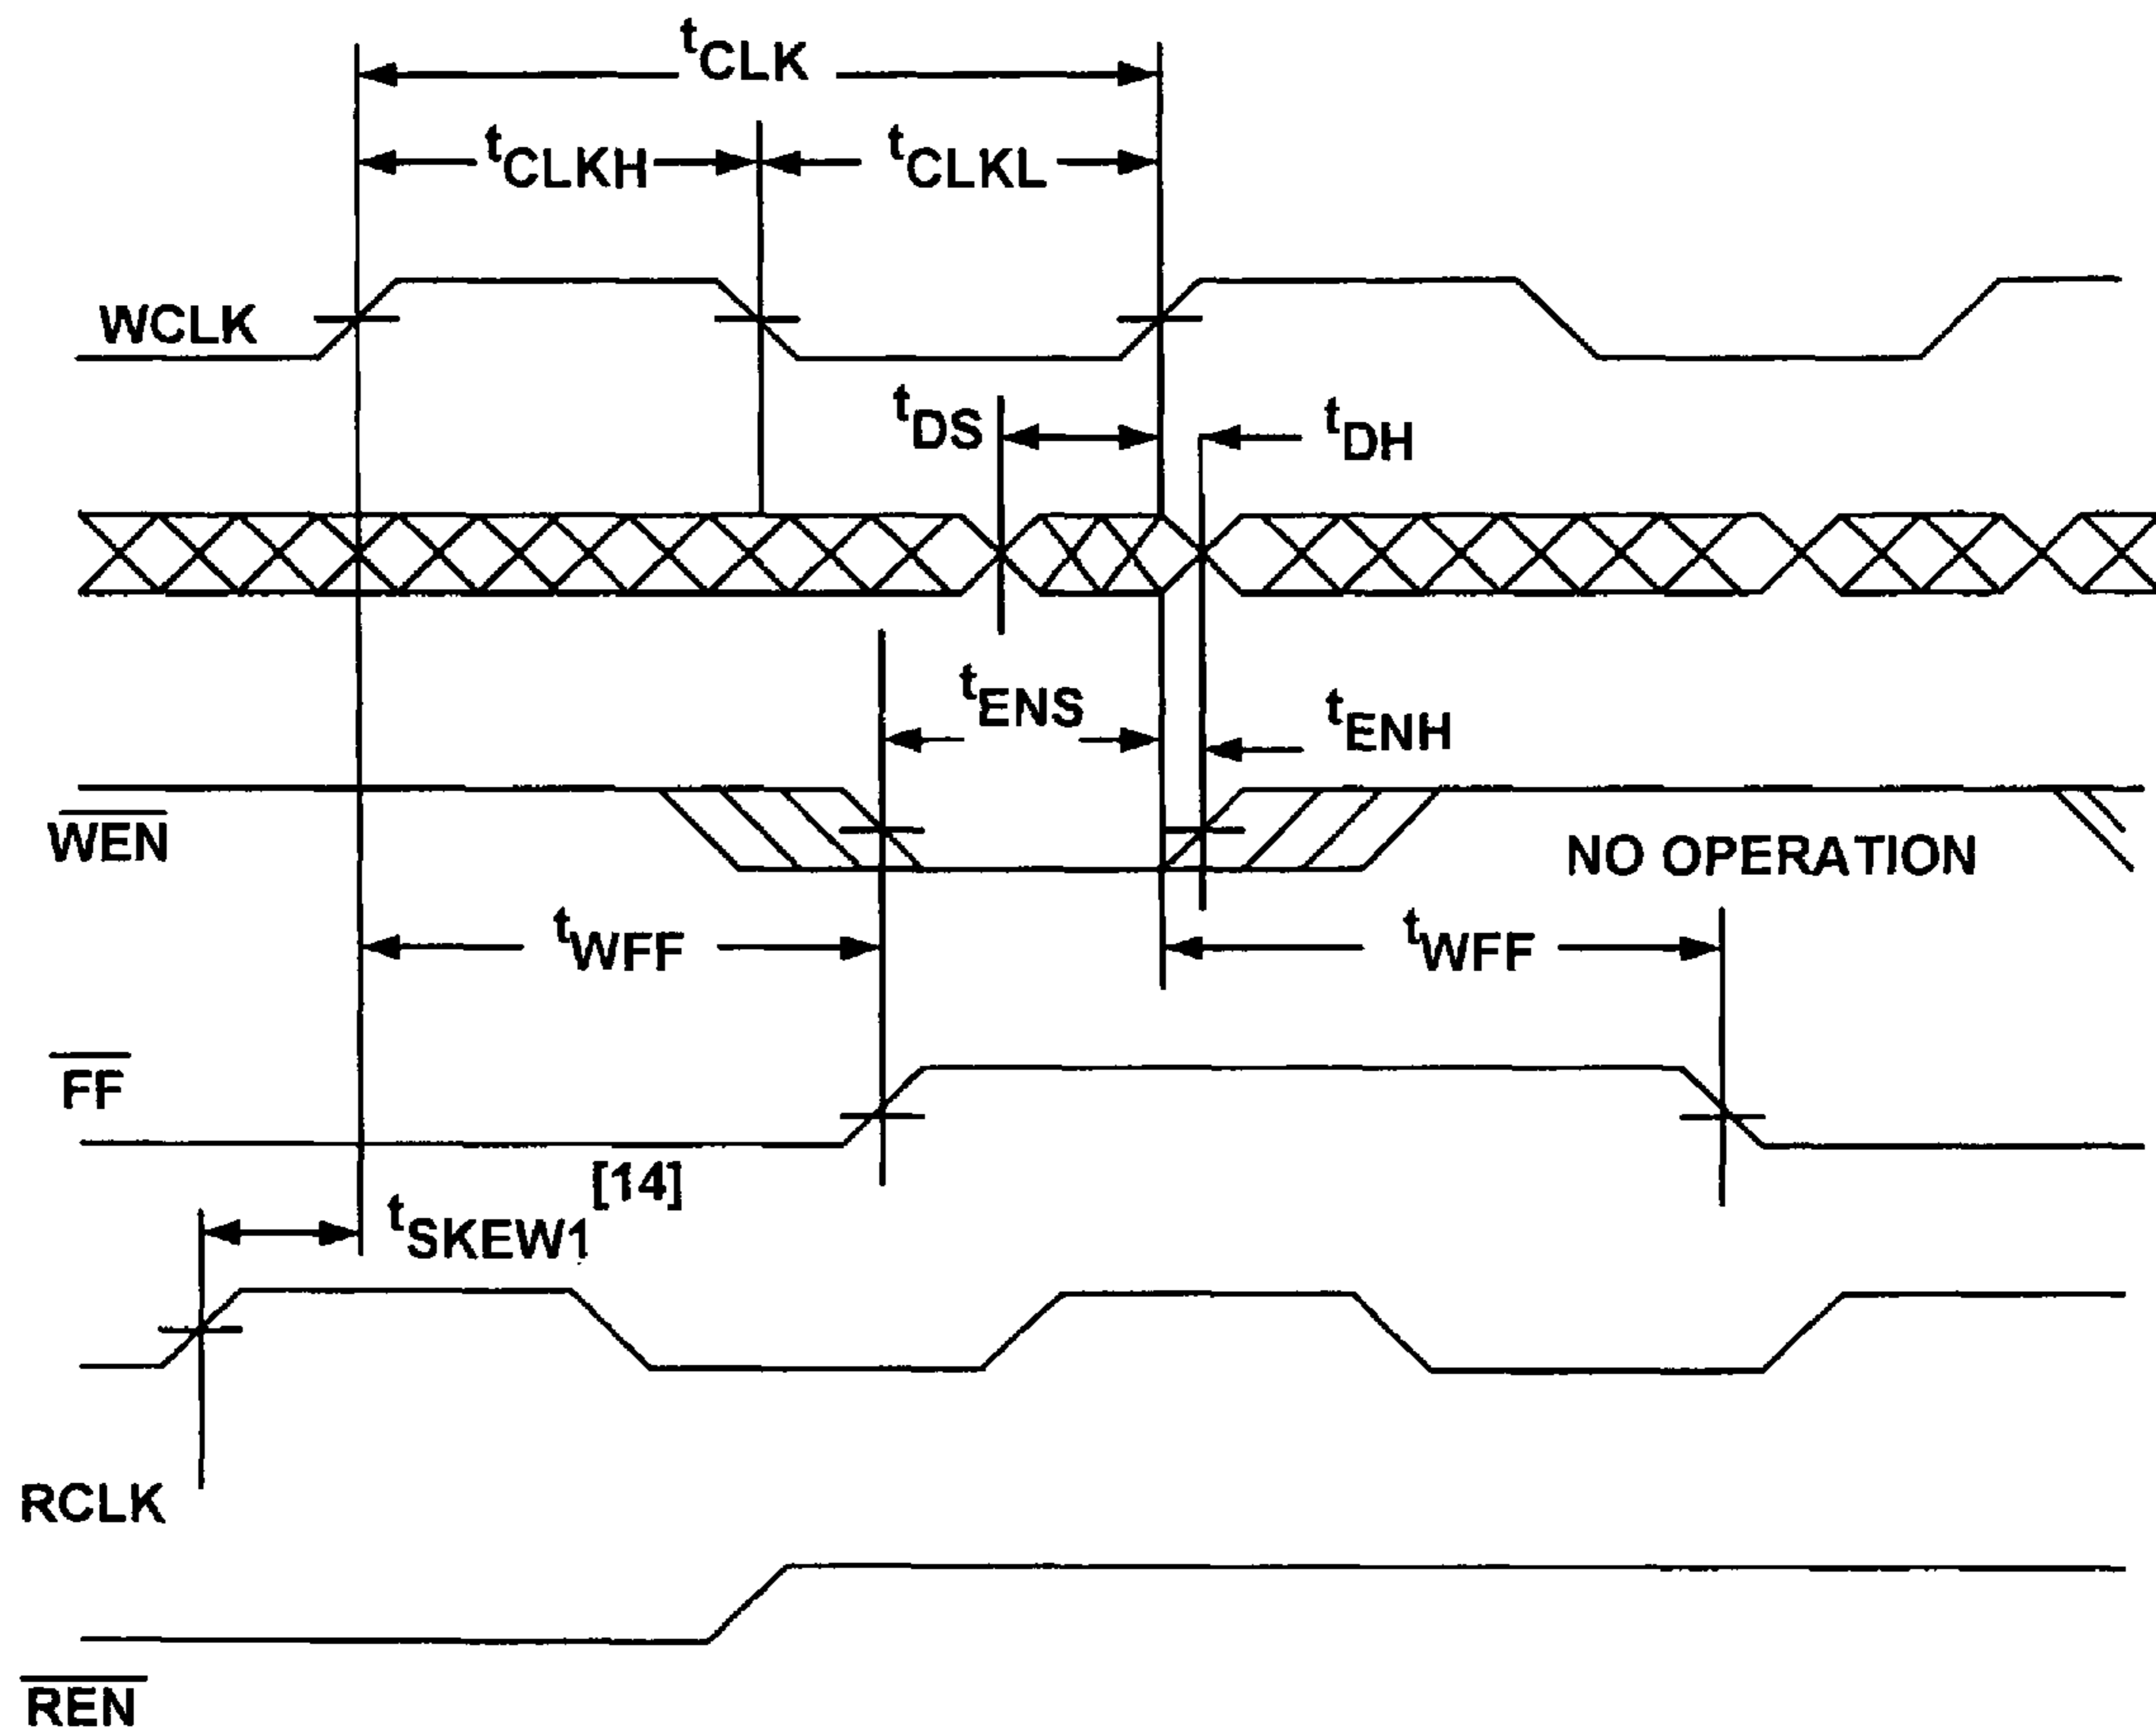 tCLK
tCLKH
tCLKL
WCLK
tDS
tDH
tENS
tENH
WEN
NO OPERATION
tWFF
tWFF
FF
tSKEW1[14]
RCLK
REN